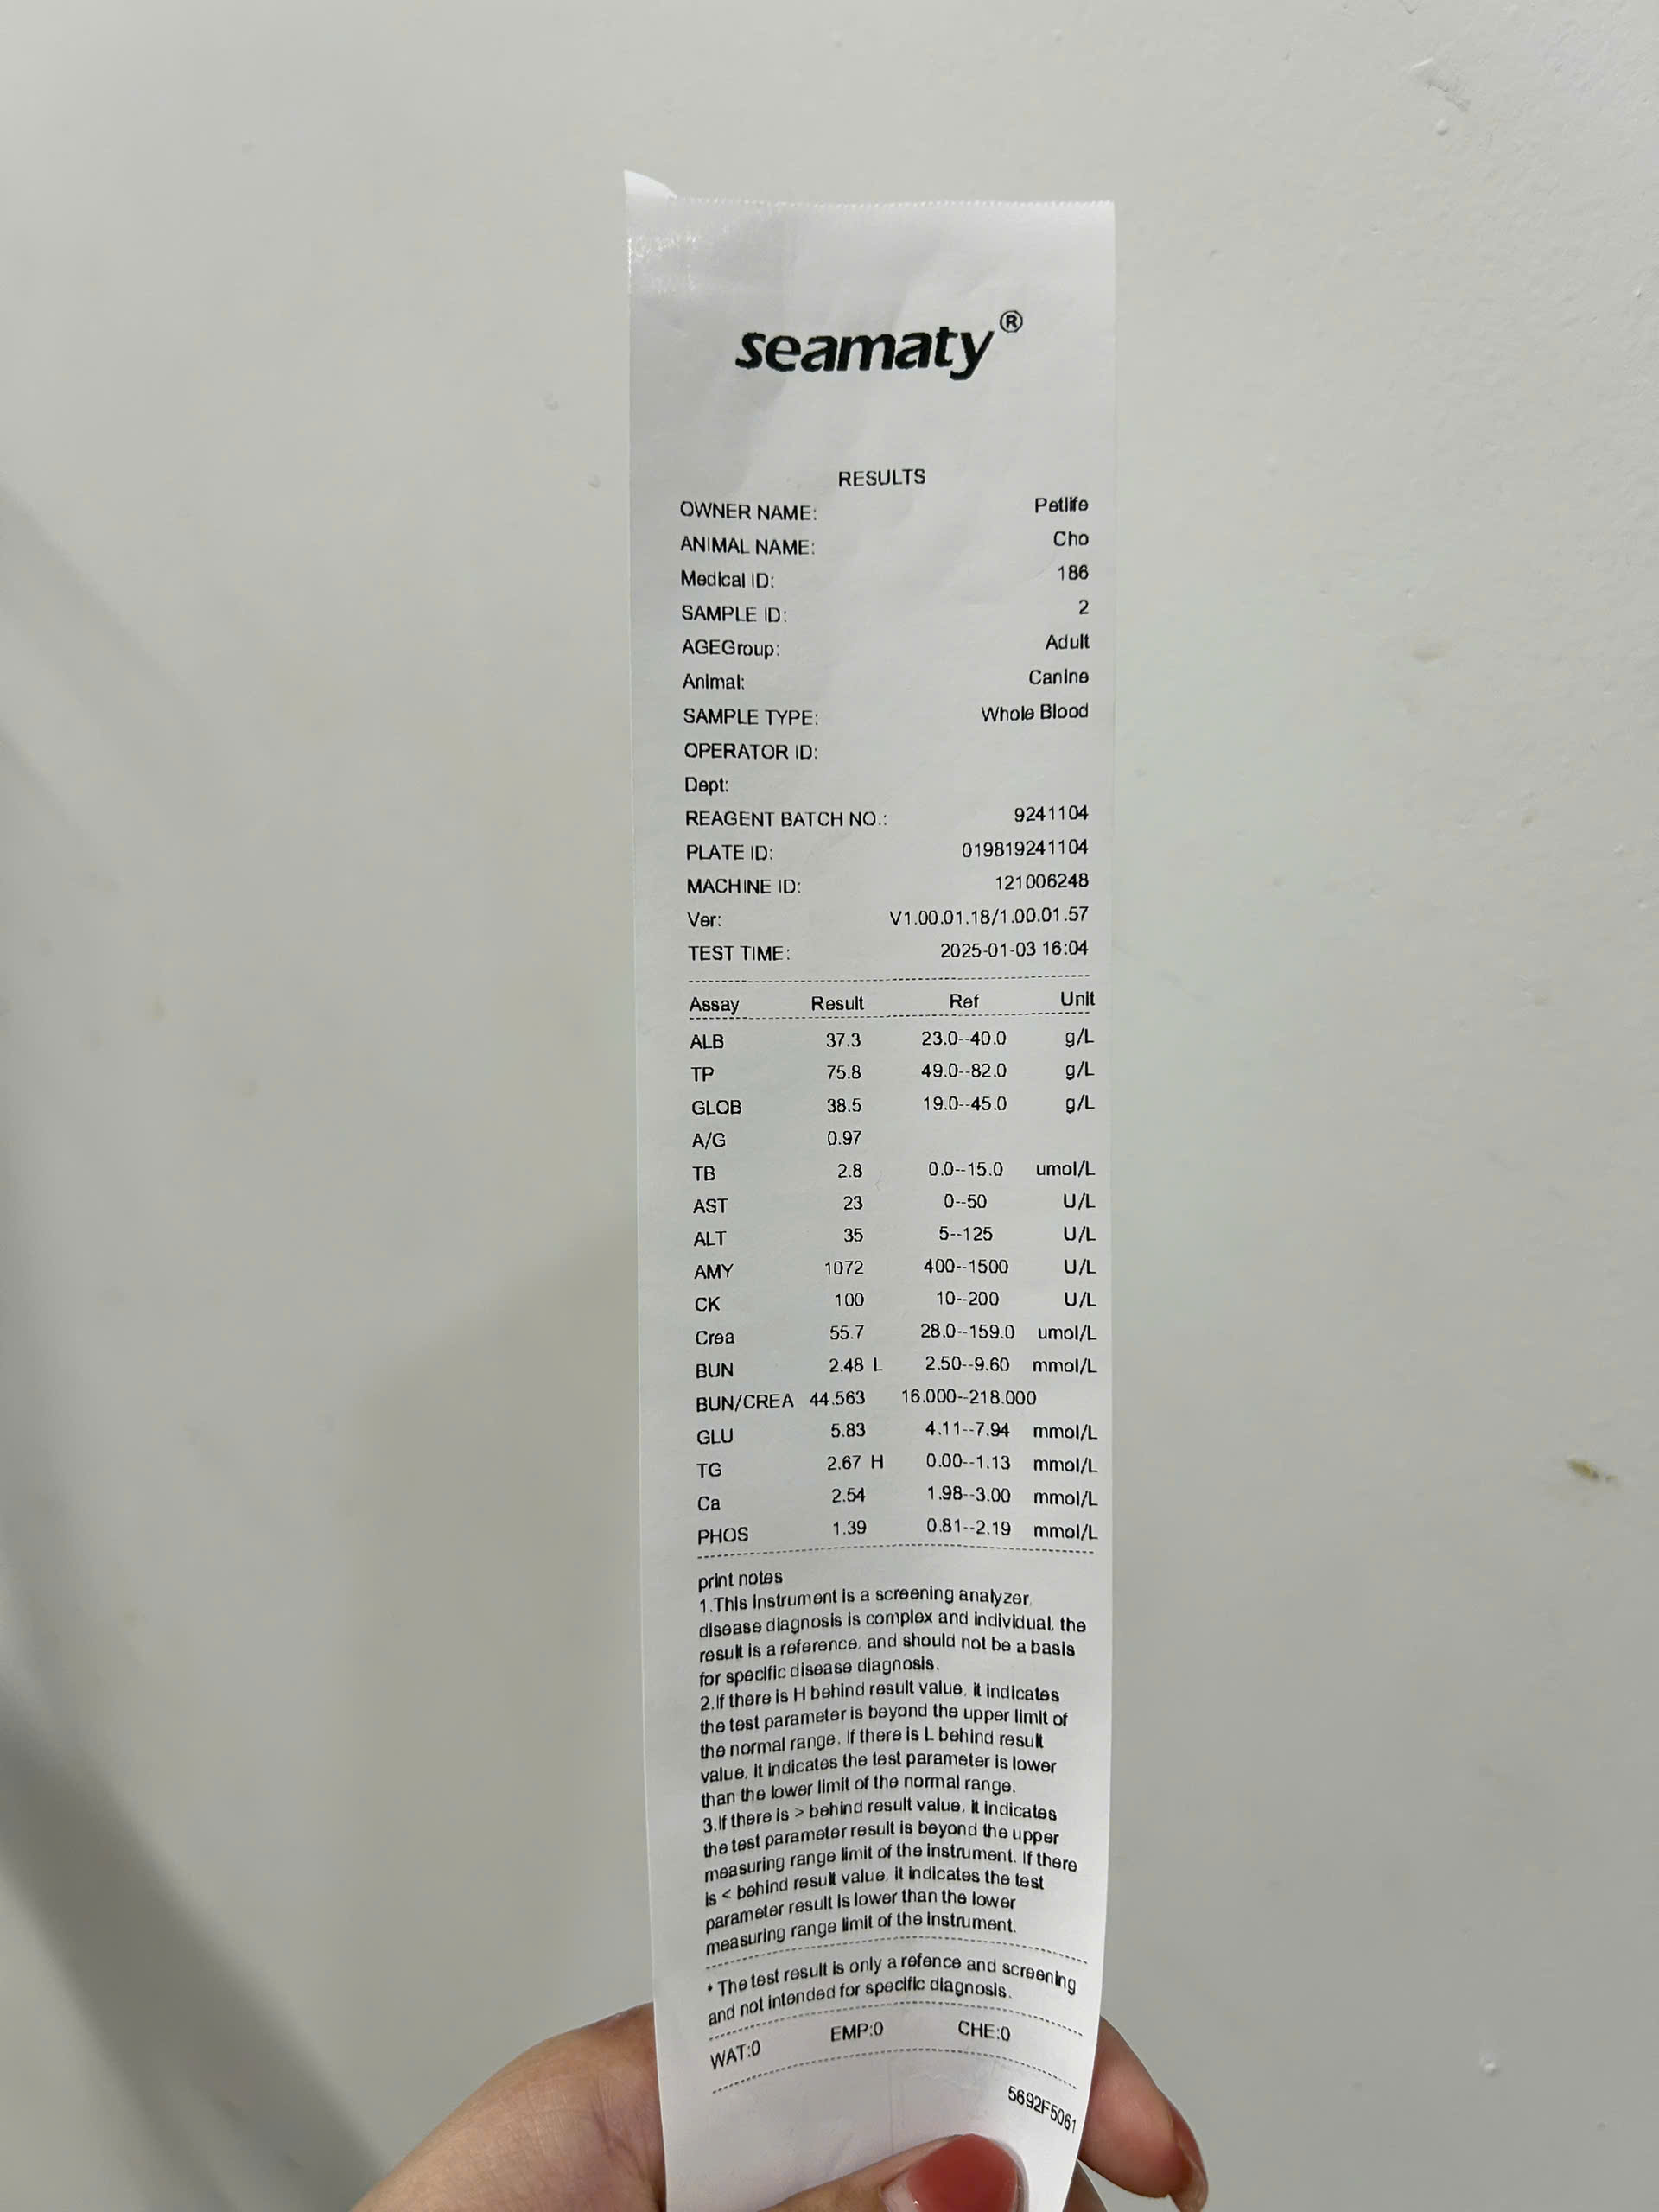 seamaty®
RESULTS
OWNER NAME: Petlife
ANIMAL NAME: Cho
Medical ID: 186
SAMPLE ID: 2
AGEGroup: Adult
Animal: Canine
SAMPLE TYPE: Whole Blood
OPERATOR ID:
Dept:
REAGENT BATCH NO.: 9241104
PLATE ID: 019819241104
MACHINE ID: 121006248
Ver: V1.00.01.18/1.00.01.57
TEST TIME: 2025-01-03 16:04
Assay Result Ref Unit
ALB 37.3 23.0--40.0 g/L
TP 75.8 49.0--82.0 g/L
GLOB 38.5 19.0--45.0 g/L
A/G 0.97
TB 2.8 0.0--15.0 umol/L
AST 23 0--50 U/L
ALT 35 5--125 U/L
AMY 1072 400--1500 U/L
CK 100 10--200 U/L
Crea 55.7 28.0--159.0 umol/L
BUN 2.48 L 2.50--9.60 mmol/L
BUN/CREA 44.563 16.000--218.000
GLU 5.83 4.11--7.94 mmol/L
TG 2.67 H 0.00--1.13 mmol/L
Ca 2.54 1.98--3.00 mmol/L
PHOS 1.39 0.81--2.19 mmol/L
print notes
1.This instrument is a screening analyzer,
disease diagnosis is complex and individual, the
result is a reference, and should not be a basis
for specific disease diagnosis.
2.If there is H behind result value, it indicates
the test parameter is beyond the upper limit of
the normal range. If there is L behind result
value, it indicates the test parameter is lower
than the lower limit of the normal range.
3.If there is > behind result value, it indicates
the test parameter result is beyond the upper
measuring range limit of the instrument. If there
is < behind result value, it indicates the test
parameter result is lower than the lower
measuring range limit of the instrument.
* The test result is only a refence and screening
and not intended for specific diagnosis.
WAT:0 EMP:0 CHE:0
5692F5061